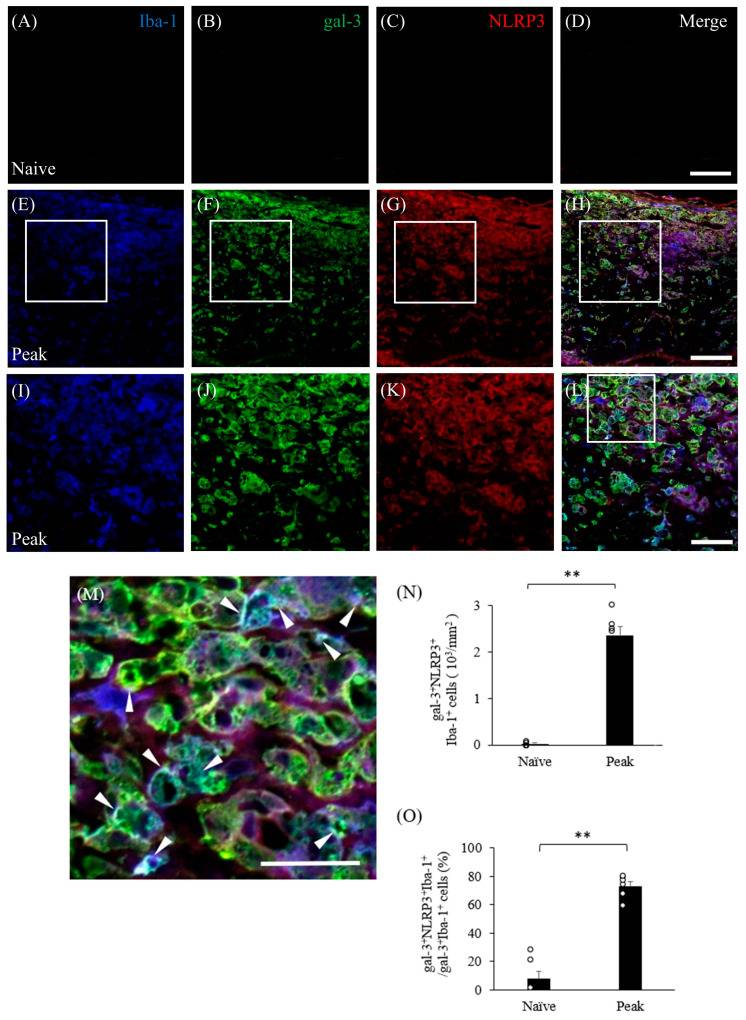 (A) Iba-1 (B) gal-3 (C) NLRP3 (D) Merge
Naive
(E) (F) (G) (H)
Peak
(I) (J) (K) (L)
Peak
(M)
(N)
gal-3⁺NLRP3⁺
Iba-1⁺ cells ( 10³/mm² )
**
3
2
1
0
Naïve Peak
(O)
gal-3⁺NLRP3⁺Iba-1⁺
/gal-3⁺Iba-1⁺ cells (%)
**
100
80
60
40
20
0
Naïve Peak